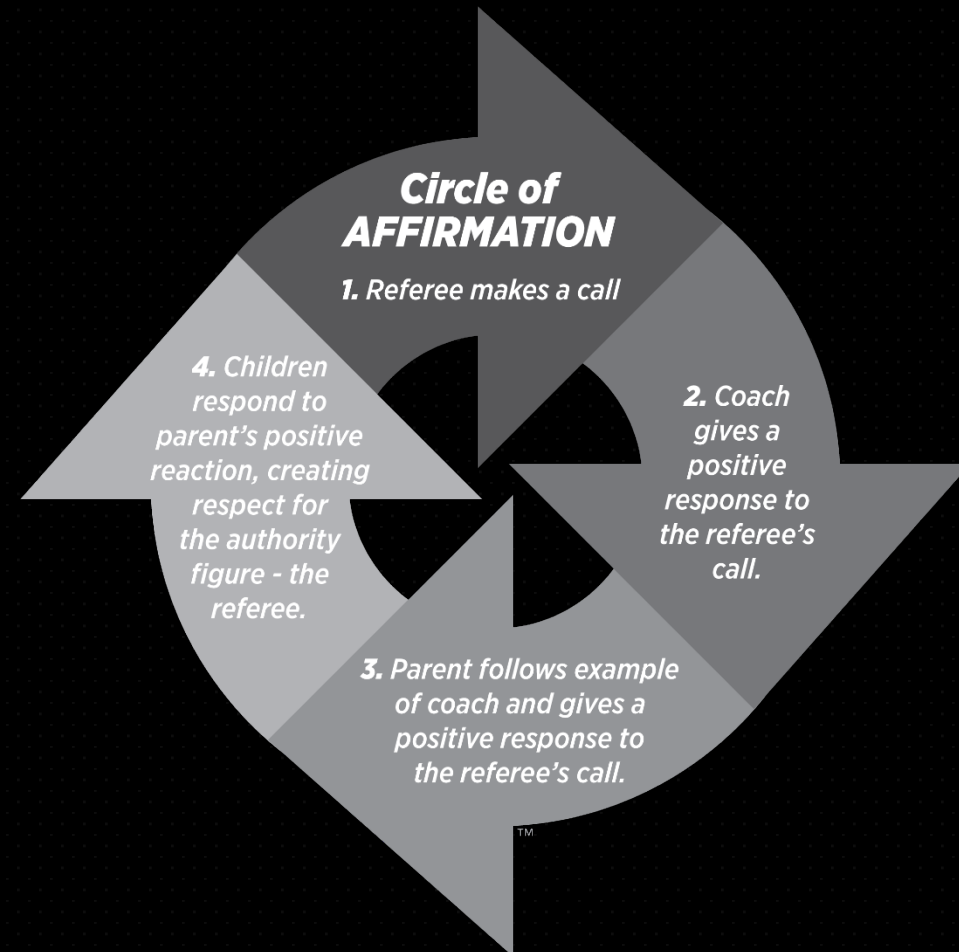 Circle of
AFFIRMATION
1. Referee makes a call
2. Coach
gives a
positive
response to
the referee's
call.
3. Parent follows example
of coach and gives a
positive response to
the referee's call.
TM
4. Children
respond to
parent's positive
reaction, creating
respect for
the authority
figure - the
referee.